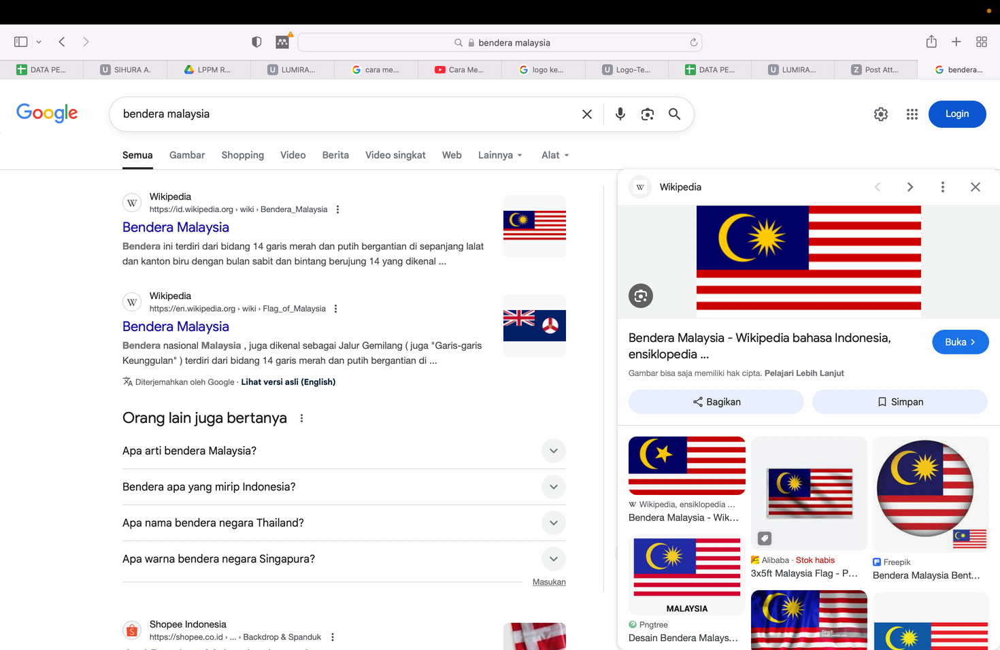 bendera malaysia
DATA PE...
SIHURA A.
LPPM R...
LUMIRA...
cara me...
Cara Me...
logo ke...
Logo-Te...
DATA PE...
LUMIRA...
Post Att...
bendera...
Google
bendera malaysia
Login
Semua
Gambar
Shopping
Video
Berita
Video singkat
Web
Lainnya
Alat
Wikipedia
https://id.wikipedia.org › wiki › Bendera_Malaysia
Bendera Malaysia
Bendera ini terdiri dari bidang 14 garis merah dan putih bergantian di sepanjang lalat
dan kanton biru dengan bulan sabit dan bintang berujung 14 yang dikenal ...
Wikipedia
https://en.wikipedia.org › wiki › Flag_of_Malaysia
Bendera Malaysia
Bendera nasional Malaysia , juga dikenal sebagai Jalur Gemilang ( juga "Garis-garis
Keunggulan" ) terdiri dari bidang 14 garis merah dan putih bergantian di ...
Diterjemahkan oleh Google · Lihat versi asli (English)
Orang lain juga bertanya
Apa arti bendera Malaysia?
Bendera apa yang mirip Indonesia?
Apa nama bendera negara Thailand?
Apa warna bendera negara Singapura?
Masukan
Shopee Indonesia
https://shopee.co.id › ... › Backdrop & Spanduk
Wikipedia
Bendera Malaysia - Wikipedia bahasa Indonesia,
ensiklopedia ...
Buka
Gambar bisa saja memiliki hak cipta. Pelajari Lebih Lanjut
Bagikan
Simpan
Wikipedia, ensiklopedia ...
Bendera Malaysia - Wik...
Alibaba · Stok habis
3x5ft Malaysia Flag - P...
Freepik
Bendera Malaysia Bent...
MALAYSIA
Pngtree
Desain Bendera Malays...
iStock